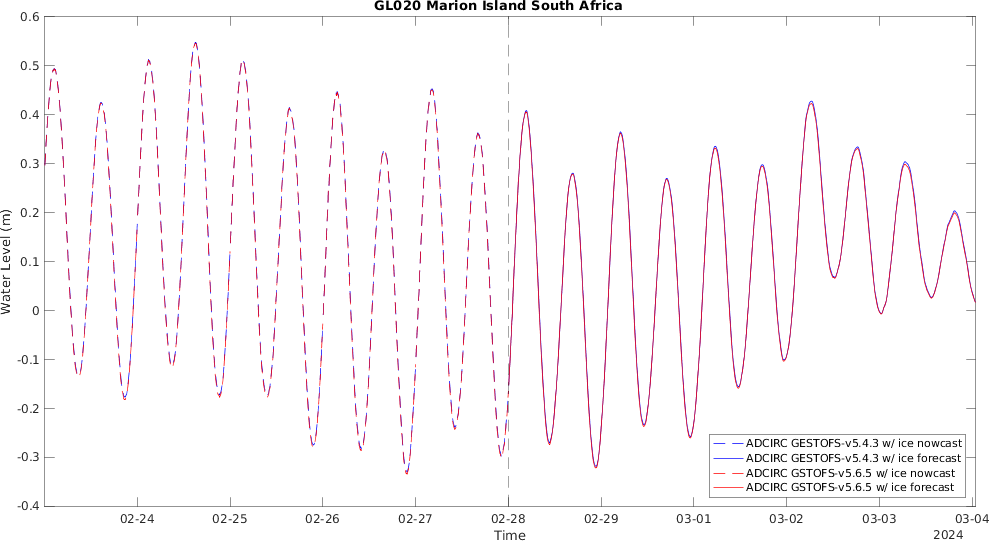 GL020 Marion Island South Africa
0.6
0.5
0.4
0.3
0.2
0.1
0
-0.1
-0.2
-0.3
-0.4
Water Level (m)
02-24 02-25 02-26 02-27 02-28 02-29 03-01 03-02 03-03 03-04
Time
2024
ADCIRC GESTOFS-v5.4.3 w/ ice nowcast
ADCIRC GESTOFS-v5.4.3 w/ ice forecast
ADCIRC GSTOFS-v5.6.5 w/ ice nowcast
ADCIRC GSTOFS-v5.6.5 w/ ice forecast